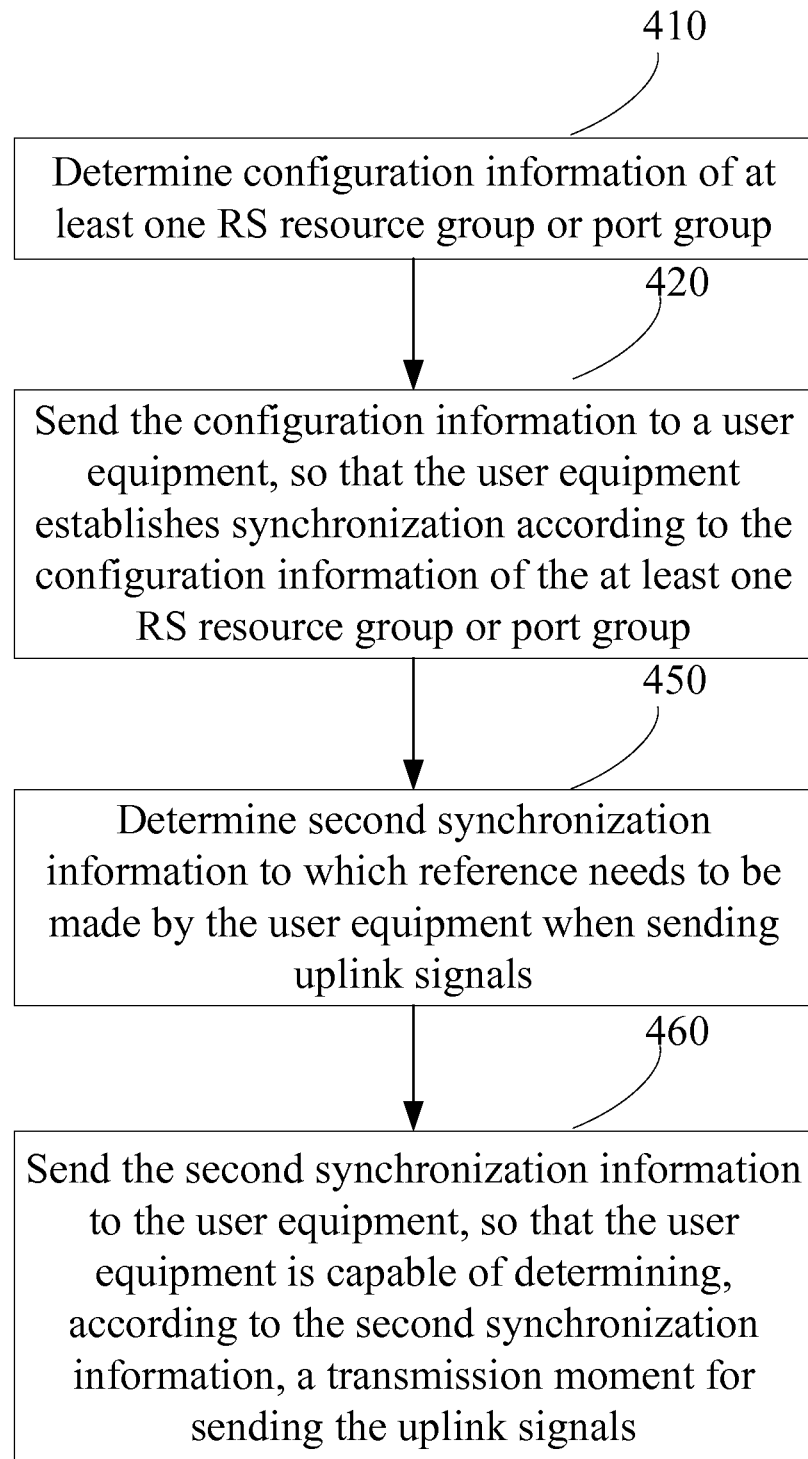 410
Determine configuration information of at
least one RS resource group or port group
420
Send the configuration information to a user
equipment, so that the user equipment
establishes synchronization according to the
configuration information of the at least one
RS resource group or port group
450
Determine second synchronization
information to which reference needs to be
made by the user equipment when sending
uplink signals
460
Send the second synchronization information
to the user equipment, so that the user
equipment is capable of determining,
according to the second synchronization
information, a transmission moment for
sending the uplink signals